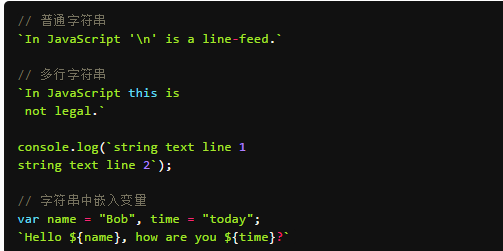 // 普通字符串
`In JavaScript '\n' is a line-feed.`
// 多行字符串
`In JavaScript this is
 not legal.`
console.log(`string text line 1
string text line 2`);
// 字符串中嵌入变量
var name = "Bob", time = "today";
`Hello ${name}, how are you ${time}?`